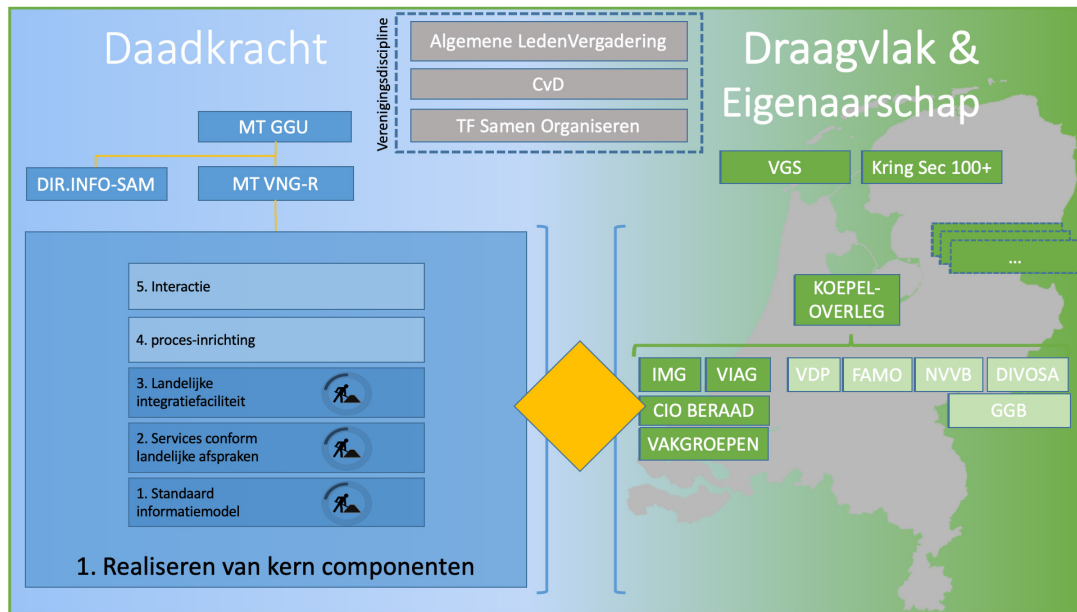 Daadkracht
Verenigingsdiscipline
Algemene LedenVergadering
CvD
TF Samen Organiseren
Draagvlak &
Eigenaarschap
MT GGU
DIR.INFO-SAM
MT VNG-R
VGS
Kring Sec 100+
...
KOEPEL-
OVERLEG
5. Interactie
4. proces-inrichting
3. Landelijke
integratiefaciliteit
2. Services conform
landelijke afspraken
1. Standaard
informatiemodel
1. Realiseren van kern componenten
IMG
VIAG
VDP
FAMO
NVVB
DIVOSA
CIO BERAAD
GGB
VAKGROEPEN